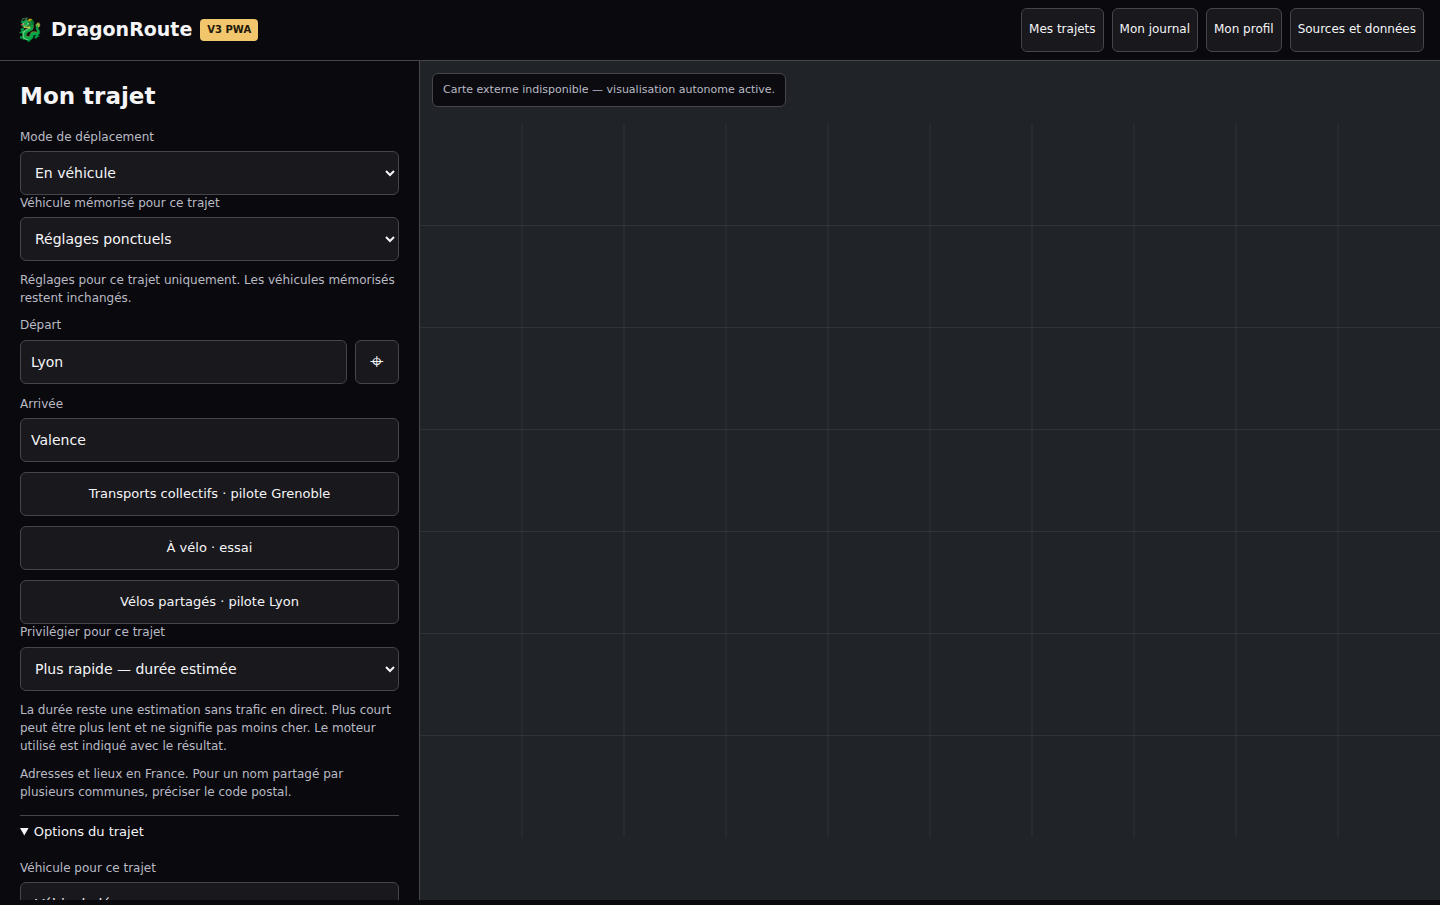 DragonRoute
V3 PWA
Mes trajets
Mon journal
Mon profil
Sources et données
Mon trajet
Mode de déplacement
En véhicule
Véhicule mémorisé pour ce trajet
Réglages ponctuels
Réglages pour ce trajet uniquement. Les véhicules mémorisés
restent inchangés.
Départ
Lyon
Arrivée
Valence
Transports collectifs · pilote Grenoble
À vélo · essai
Vélos partagés · pilote Lyon
Privilégier pour ce trajet
Plus rapide — durée estimée
La durée reste une estimation sans trafic en direct. Plus court
peut être plus lent et ne signifie pas moins cher. Le moteur
utilisé est indiqué avec le résultat.
Adresses et lieux en France. Pour un nom partagé par
plusieurs communes, préciser le code postal.
Options du trajet
Véhicule pour ce trajet
Carte externe indisponible — visualisation autonome active.